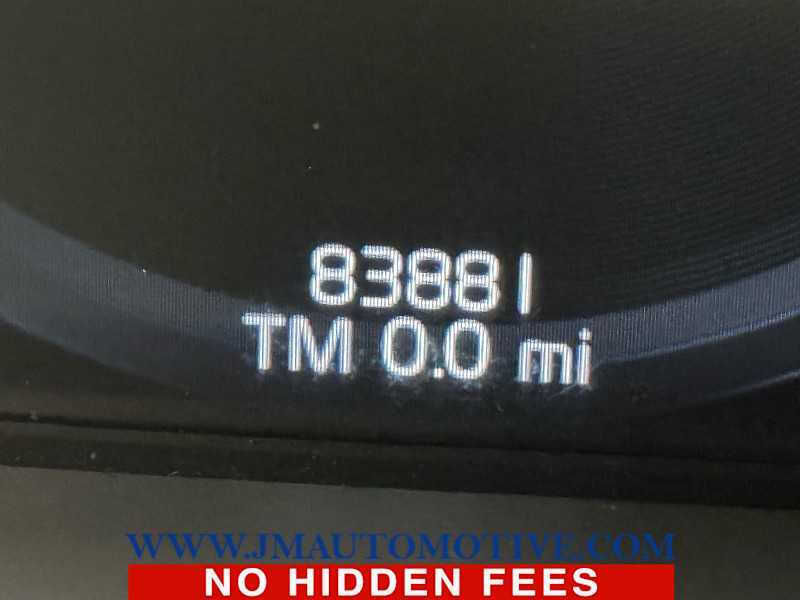 83881
TM 0.0 mi
WWW.JMAUTOMOTIVE.COM
NO HIDDEN FEES